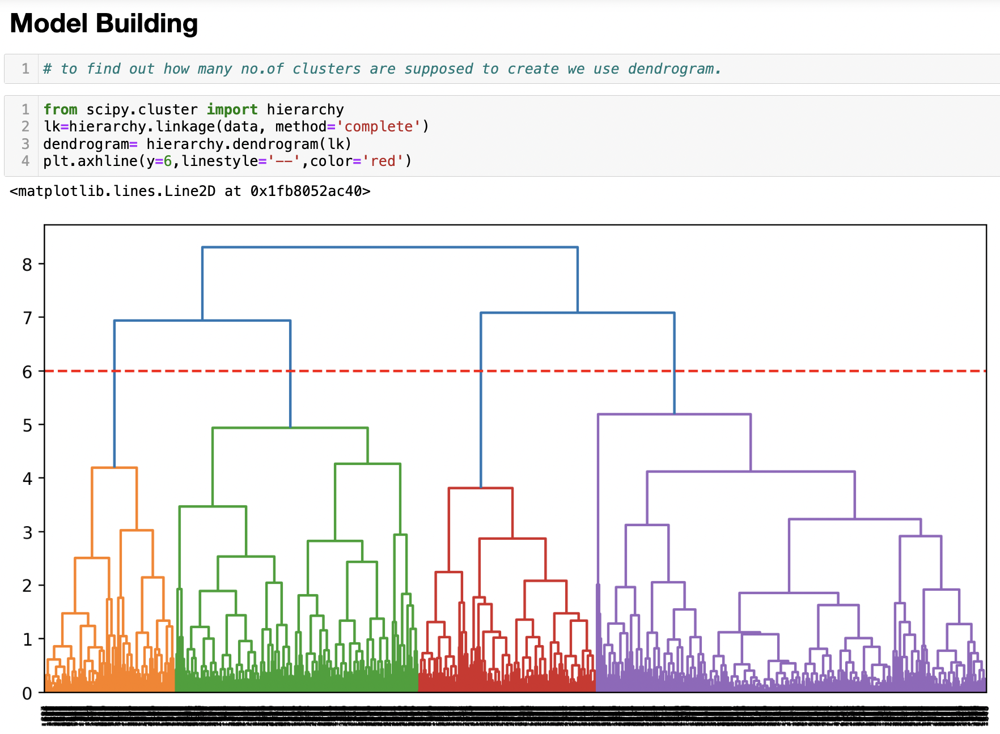 Model Building
1 # to find out how many no.of clusters are supposed to create we use dendrogram.
1 from scipy.cluster import hierarchy
2 lk=hierarchy.linkage(data, method='complete')
3 dendrogram= hierarchy.dendrogram(lk)
4 plt.axhline(y=6,linestyle='--',color='red')
<matplotlib.lines.Line2D at 0x1fb8052ac40>
8
7
6
5
4
3
2
1
0